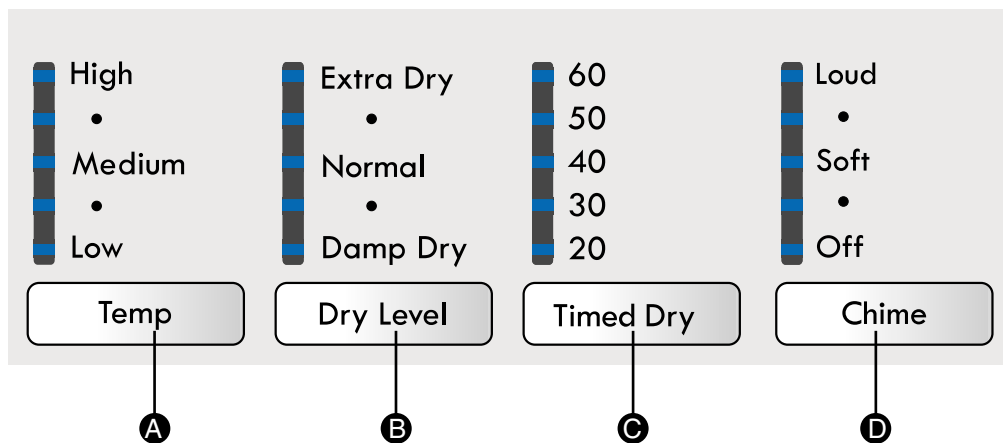 High
•
Medium
•
Low
Temp
A
Extra Dry
•
Normal
•
Damp Dry
Dry Level
B
60
50
40
30
20
Timed Dry
C
Loud
•
Soft
•
Off
Chime
D